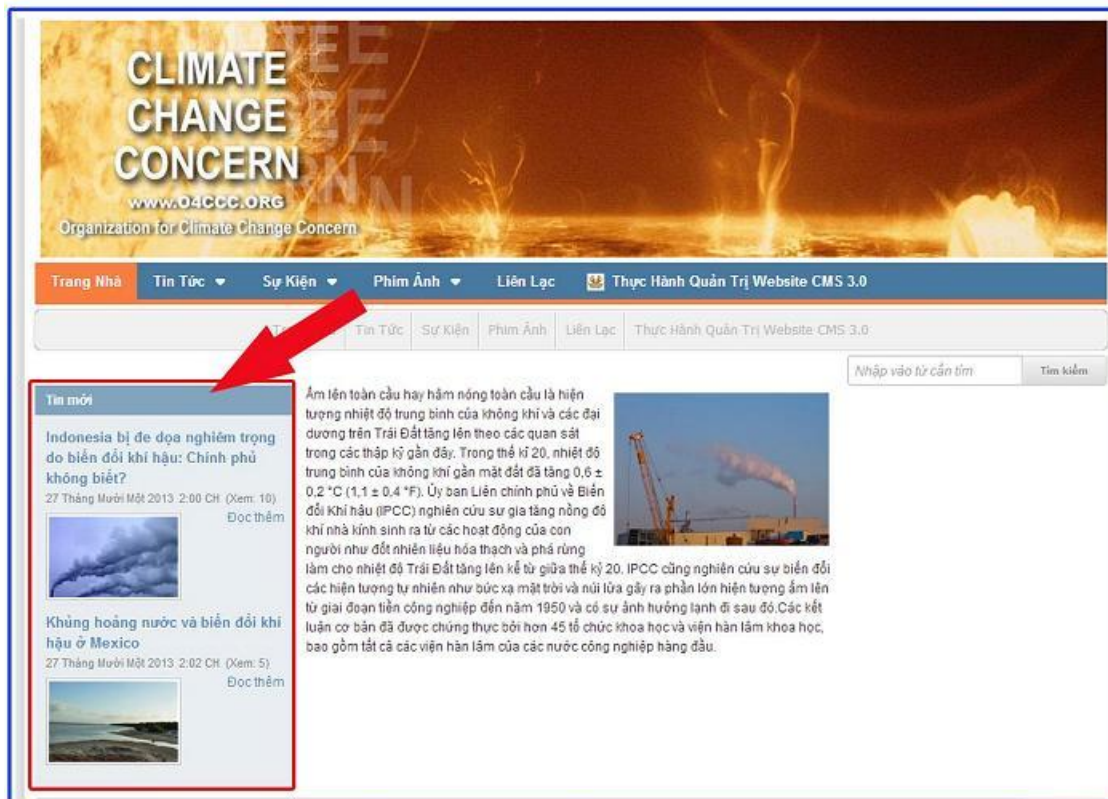 CLIMATE
CHANGE
CONCERN
www.O4CCC.ORG
Organization for Climate Change Concern
Trang Nhà Tin Tức Sự Kiện Phim Ảnh Liên Lạc Thực Hành Quản Trị Website CMS 3.0
Tin Tức Sự Kiện Phim Ảnh Liên Lạc Thực Hành Quản Trị Website CMS 3.0
Nhập vào từ cần tìm Tìm kiếm
Tin mới
Indonesia bị đe dọa nghiêm trọng
do biến đổi khí hậu: Chính phủ
không biết?
27 Tháng Mười Một 2013 2:00 CH (Xem: 10)
Đọc thêm
Khủng hoảng nước và biến đổi khí
hậu ở Mexico
27 Tháng Mười Một 2013 2:02 CH (Xem: 5)
Đọc thêm
Ấm lên toàn cầu hay hâm nóng toàn cầu là hiện
tượng nhiệt độ trung bình của không khí và các đại
dương trên Trái Đất tăng lên theo các quan sát
trong các thập kỷ gần đây. Trong thế kỉ 20, nhiệt độ
trung bình của không khí gần mặt đất đã tăng 0,6 ±
0,2 °C (1,1 ± 0,4 °F). Ủy ban Liên chính phủ về Biến
đổi Khí hậu (IPCC) nghiên cứu sự gia tăng nồng độ
khí nhà kính sinh ra từ các hoạt động của con
người như đốt nhiên liệu hóa thạch và phá rừng
làm cho nhiệt độ Trái Đất tăng lên kể từ giữa thế kỷ 20. IPCC cũng nghiên cứu sự biến đổi
các hiện tượng tự nhiên như bức xạ mặt trời và núi lửa gây ra phần lớn hiện tượng ấm lên
từ giai đoạn tiền công nghiệp đến năm 1950 và có sự ảnh hưởng lạnh đi sau đó.Các kết
luận cơ bản đã được chứng thực bởi hơn 45 tổ chức khoa học và viện hàn lâm khoa học,
bao gồm tất cả các viện hàn lâm của các nước công nghiệp hàng đầu.